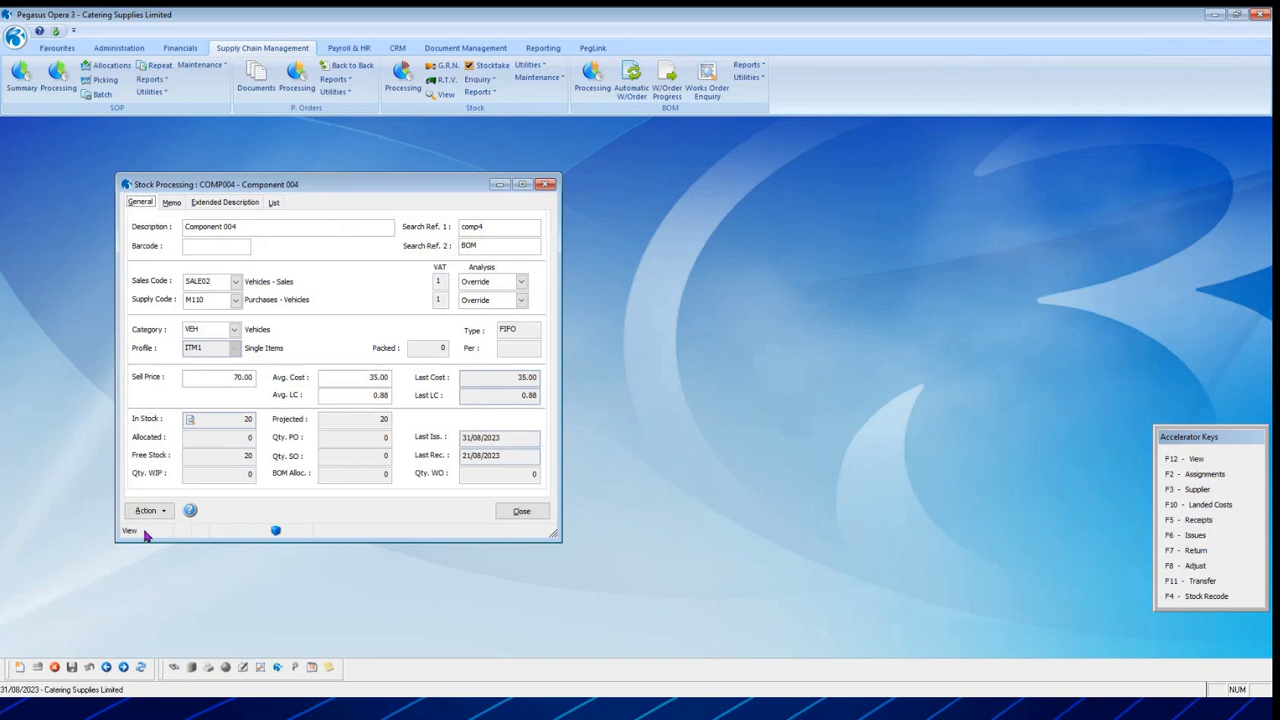 Pegasus Opera 3 - Catering Supplies Limited
Favourites Administration Financials Supply Chain Management Payroll & HR CRM Document Management Reporting PegLink
Summary Processing Allocations Picking Batch Repeat Reports Utilities Maintenance
SOP
Documents Processing Back to Back Reports Utilities
P. Orders
Processing G.R.N. R.T.V. View Stocktake Enquiry Reports Utilities Maintenance
Stock
Processing Automatic W/Order W/Order Progress Works Order Enquiry Reports Utilities
BOM
Stock Processing : COMP004 - Component 004
General Memo Extended Description List
Description : Component 004 Search Ref. 1 : comp4
Barcode : Search Ref. 2 : BOM
VAT Analysis
Sales Code : SALE02 Vehicles - Sales 1 Override
Supply Code : M110 Purchases - Vehicles 1 Override
Category : VEH Vehicles Type : FIFO
Profile : ITM1 Single Items Packed : 0 Per :
Sell Price : 70.00 Avg. Cost : 35.00 Last Cost : 35.00
Avg. LC : 0.88 Last LC : 0.88
In Stock : 20 Projected : 20
Allocated : 0 Qty. PO : 0 Last Iss. : 31/08/2023
Free Stock : 20 Qty. SO : 0 Last Rec. : 21/08/2023
Qty. WIP : 0 BOM Alloc. : 0 Qty. WO : 0
Action Close
View
Accelerator Keys
F12 - View
F2 - Assignments
F3 - Supplier
F10 - Landed Costs
F5 - Receipts
F6 - Issues
F7 - Return
F8 - Adjust
F11 - Transfer
F4 - Stock Recode
31/08/2023 - Catering Supplies Limited NUM